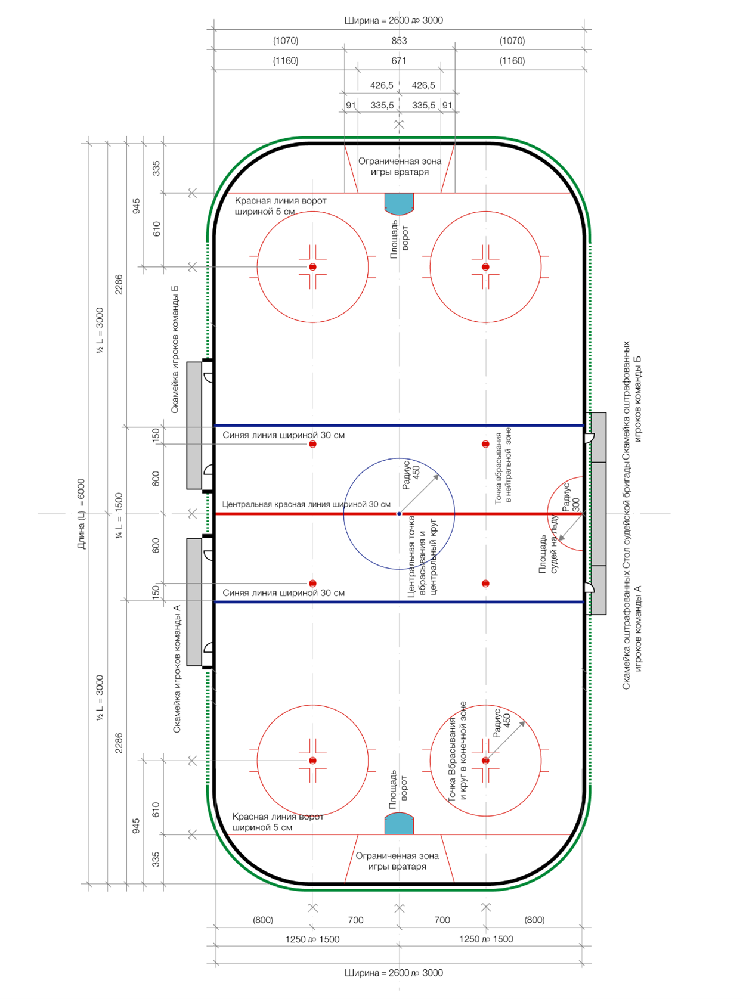 Ширина = 2600 до 3000
(1070)
853
(1070)
(1160)
671
(1160)
426,5
426,5
91
335,5
335,5
91
Ограниченная зона
игры вратаря
335
Красная линия ворот
шириной 5 см
945
610
Площадь
ворот
2286
Скамейка игроков команды Б
½ L = 3000
Скамейка оштрафованных
игроков команды Б
150
Синяя линия шириной 30 см
Точка вбрасывания
в нейтральной зоне
Радиус
450
600
Длина (L) = 6000
¼ L = 1500
Центральная красная линия шириной 30 см
Радиус
300
Стол судейской бригады
600
Центральная точка
вбрасывания и
центральный круг
Площадь
судей на льду
150
Синяя линия шириной 30 см
Скамейка оштрафованных
игроков команды А
Скамейка игроков команды А
½ L = 3000
2286
Точка Вбрасывания
и круг в конечной зоне
Радиус
450
Площадь
ворот
610
945
Красная линия ворот
шириной 5 см
335
Ограниченная зона
игры вратаря
(800)
700
700
(800)
1250 до 1500
1250 до 1500
Ширина = 2600 до 3000